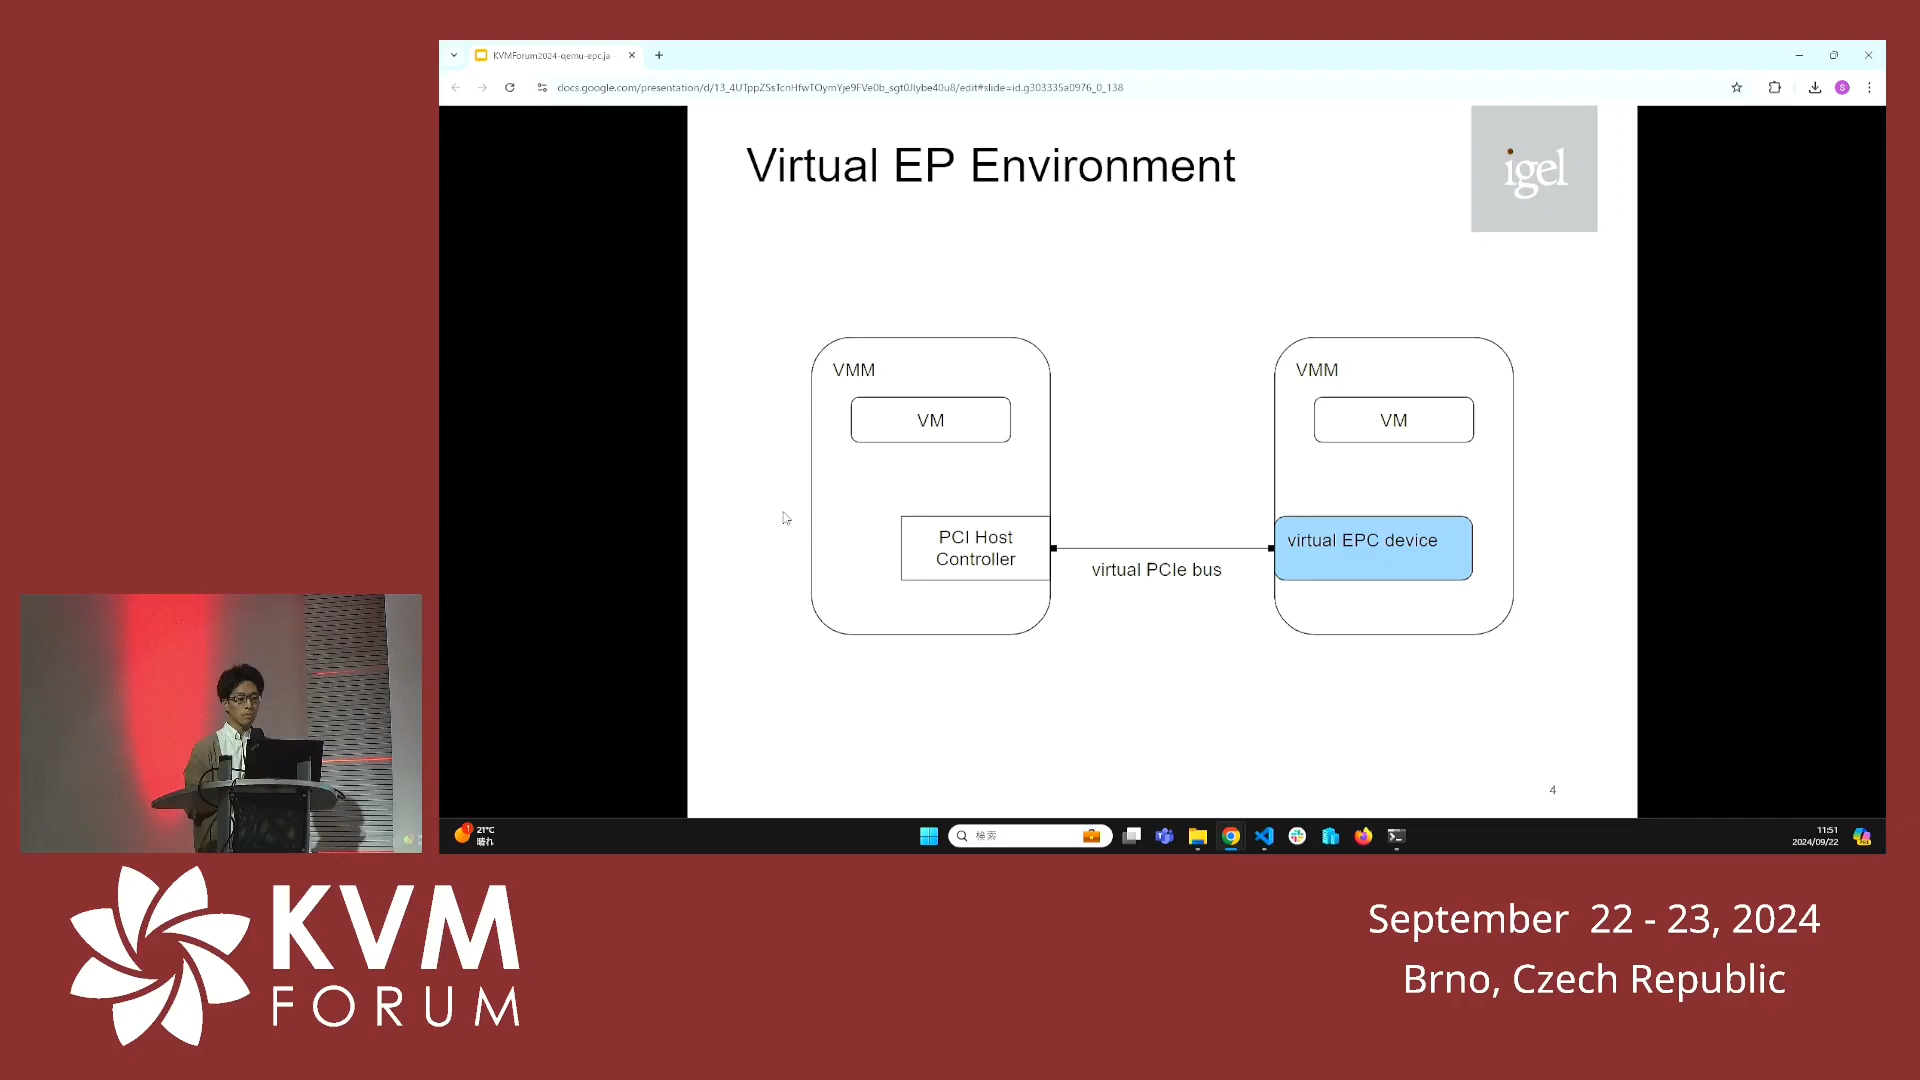 KVMForum2024-qemu-epc.ja
docs.google.com/presentation/d/13_4UTppZSsTcnHfwTOymYje9FVe0b_sgt0Jlybe40u8/edit#slide=id.g303335a0976_0_138
S
Virtual EP Environment
igel
VMM
VM
PCI Host
Controller
virtual PCIe bus
VMM
VM
virtual EPC device
4
1
21°C
晴れ
検索
11:51
2024/09/22
KVM
FORUM
September 22 - 23, 2024
Brno, Czech Republic